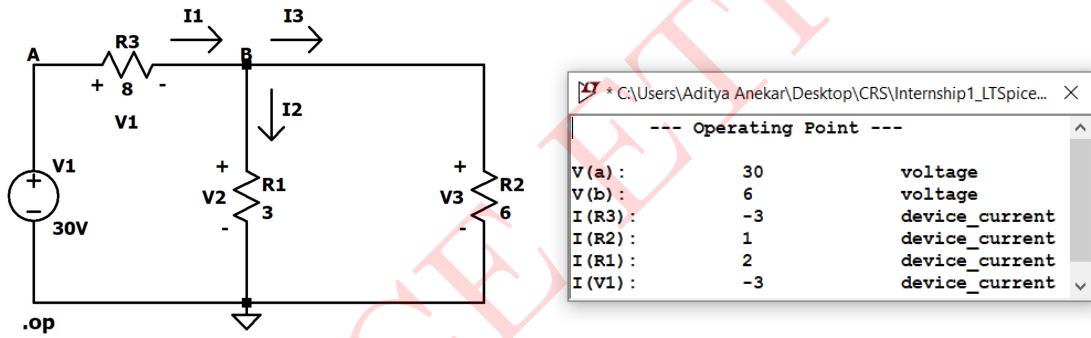 I1
I3
A
R3
B
+ 8 -
V1
I2
V1
+
-
30V
+
V2
R1
3
-
+
V3
R2
6
-
.op
* C:\Users\Aditya Anekar\Desktop\CRS\Internship1_LTSpice...
--- Operating Point ---
V(a): 30 voltage
V(b): 6 voltage
I(R3): -3 device_current
I(R2): 1 device_current
I(R1): 2 device_current
I(V1): -3 device_current
CEETT